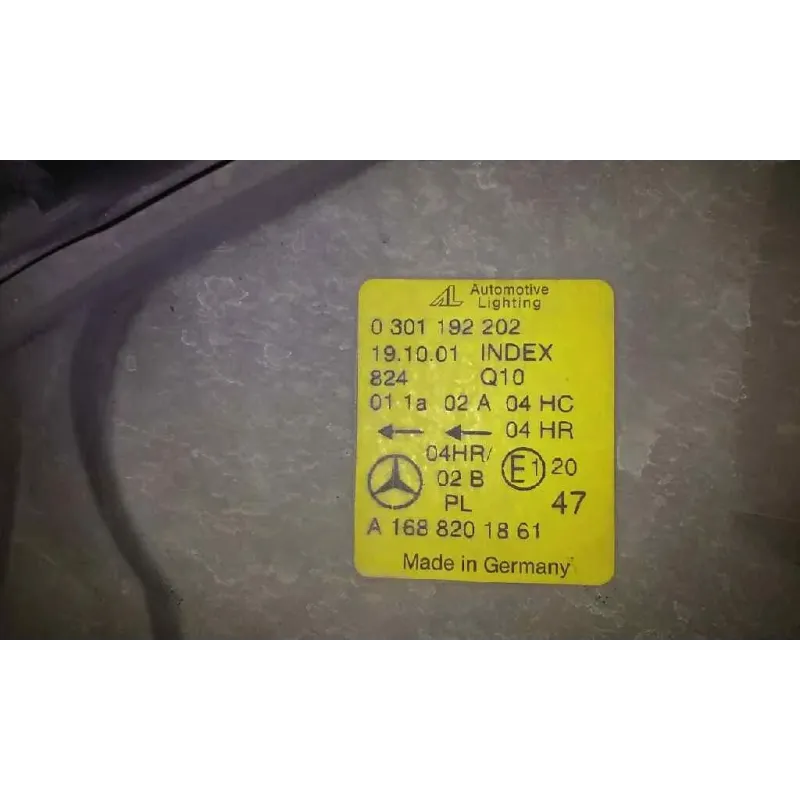 AL Automotive
Lighting
0 301 192 202
19.10.01 INDEX
824 Q10
01 1a 02 A 04 HC
04 HR
04HR/
02 B E1 20
PL 47
A 168 820 18 61
Made in Germany